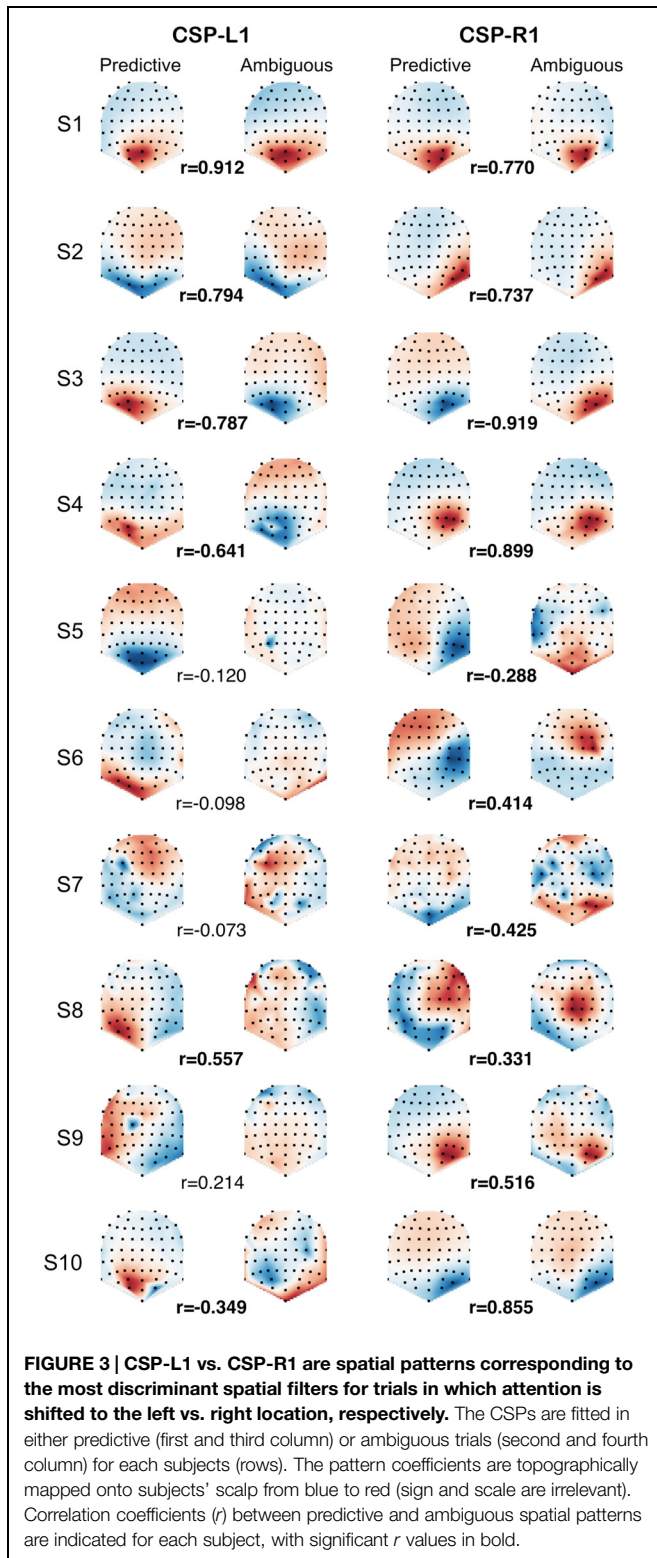 CSP-L1 CSP-R1
Predictive Ambiguous Predictive Ambiguous
S1
r=0.912 r=0.770
S2
r=0.794 r=0.737
S3
r=-0.787 r=-0.919
S4
r=-0.641 r=0.899
S5
r=-0.120 r=-0.288
S6
r=-0.098 r=0.414
S7
r=-0.073 r=-0.425
S8
r=0.557 r=0.331
S9
r=0.214 r=0.516
S10
r=-0.349 r=0.855
FIGURE 3 | CSP-L1 vs. CSP-R1 are spatial patterns corresponding to
the most discriminant spatial filters for trials in which attention is
shifted to the left vs. right location, respectively. The CSPs are fitted in
either predictive (first and third column) or ambiguous trials (second and fourth
column) for each subjects (rows). The pattern coefficients are topographically
mapped onto subjects' scalp from blue to red (sign and scale are irrelevant).
Correlation coefficients (r) between predictive and ambiguous spatial patterns
are indicated for each subject, with significant r values in bold.